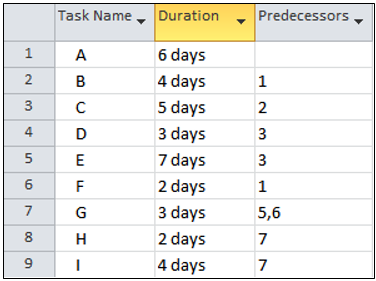 Task Name Duration Predecessors
1 A 6 days
2 B 4 days 1
3 C 5 days 2
4 D 3 days 3
5 E 7 days 3
6 F 2 days 1
7 G 3 days 5,6
8 H 2 days 7
9 I 4 days 7